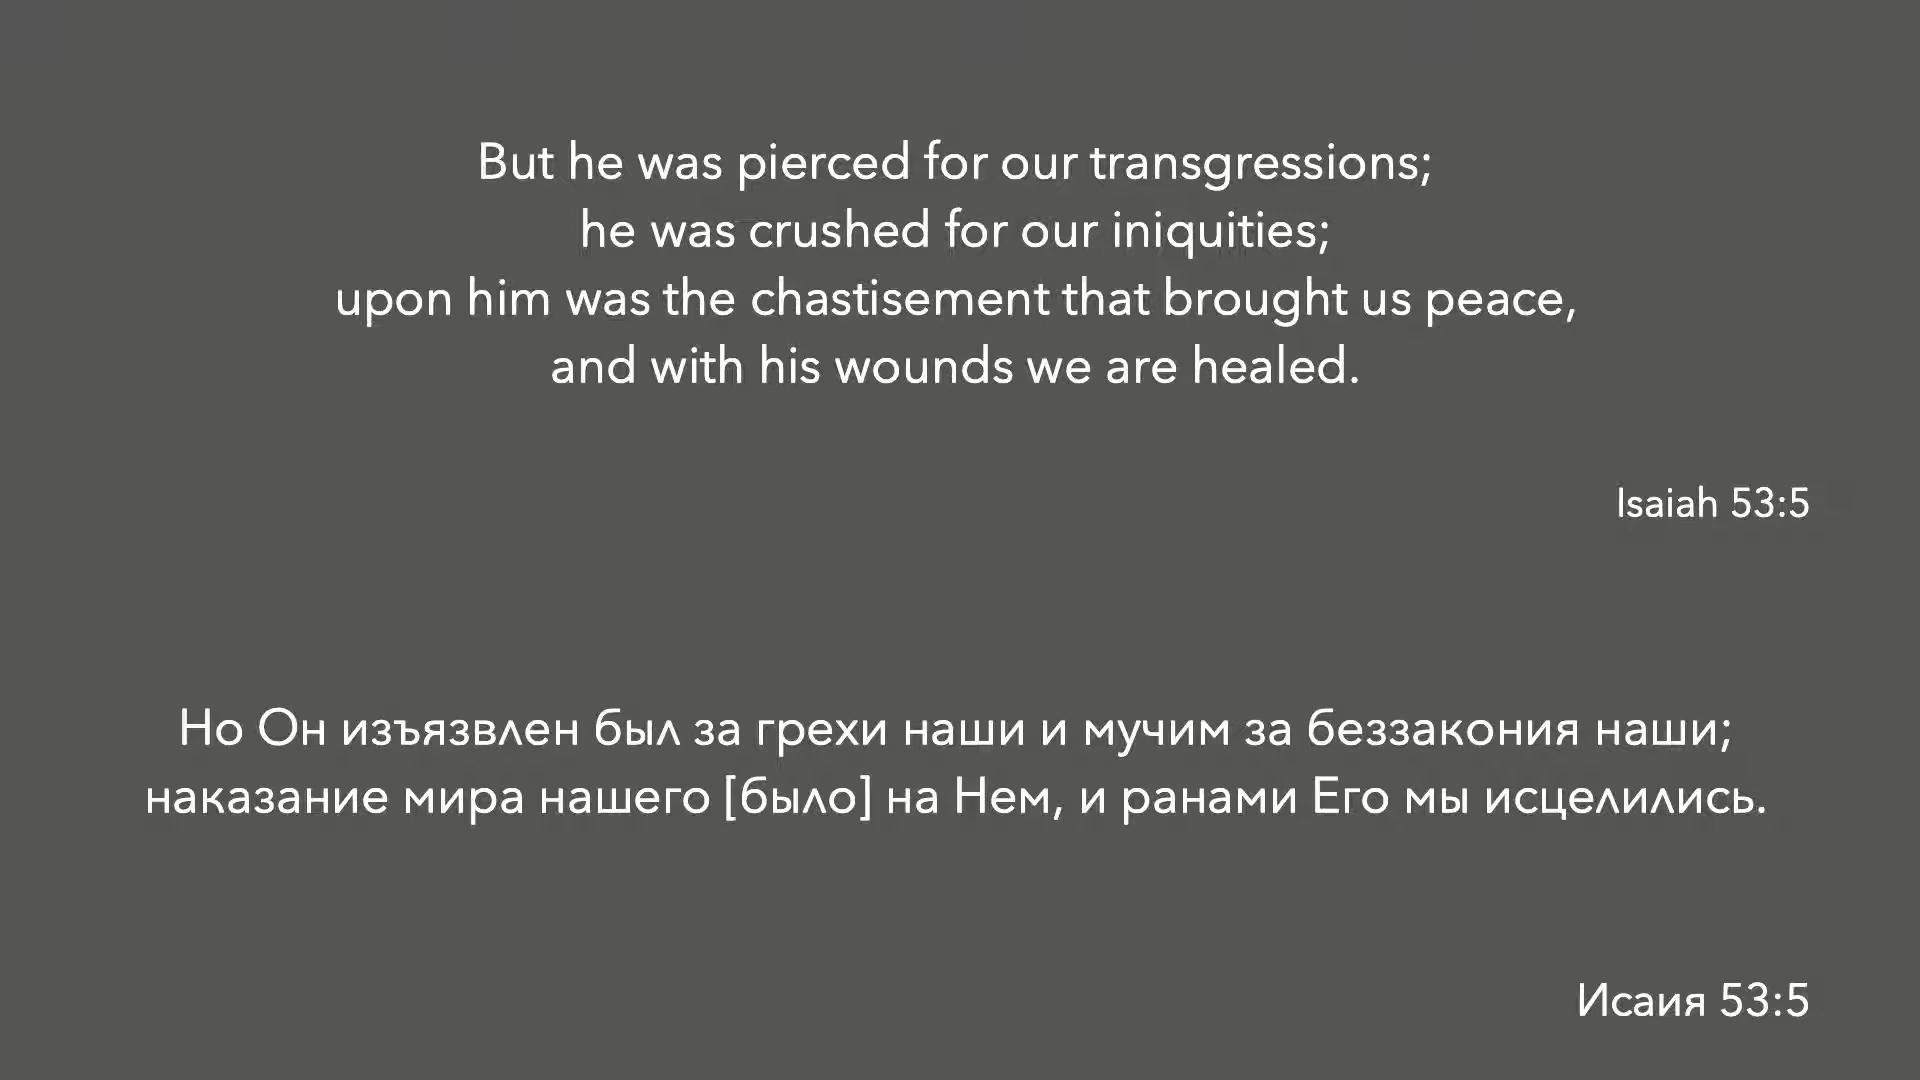 But he was pierced for our transgressions;
he was crushed for our iniquities;
upon him was the chastisement that brought us peace,
and with his wounds we are healed.
Isaiah 53:5
Но Он изъязвлен был за грехи наши и мучим за беззакония наши;
наказание мира нашего [было] на Нем, и ранами Его мы исцелились.
Исаия 53:5